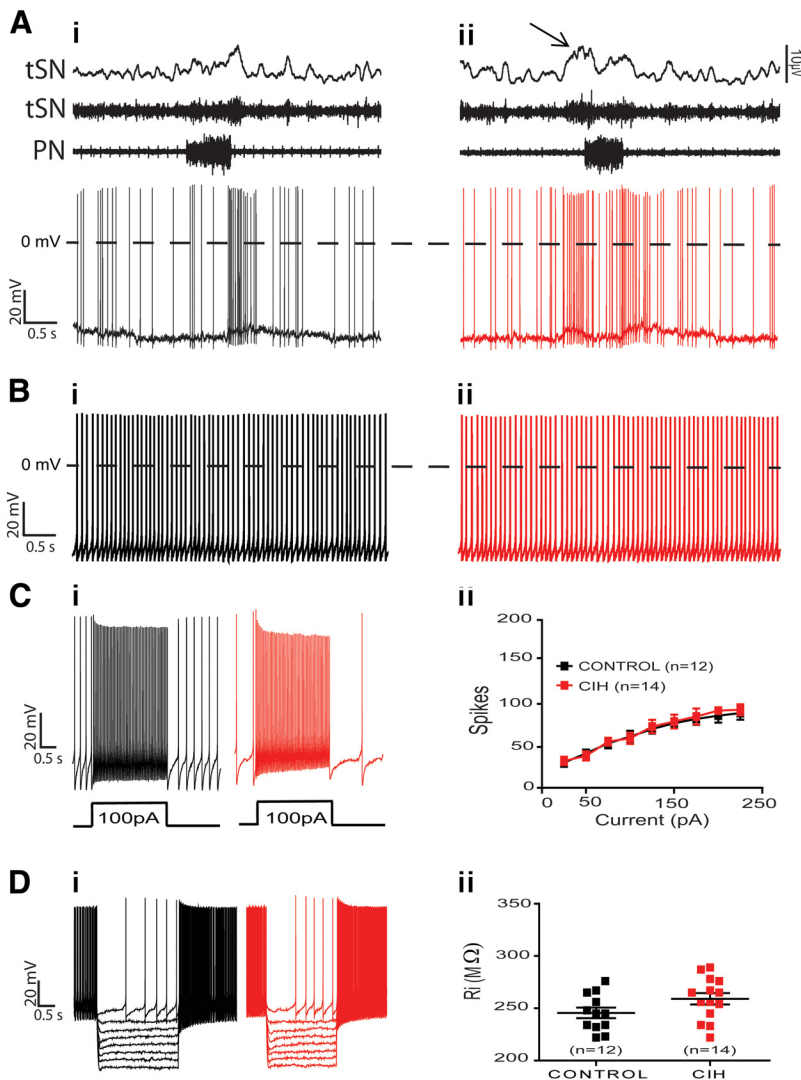 A i ii
tSN
10µV
tSN
PN
0 mV
20 mV
0.5 s
B i ii
0 mV
20 mV
0.5 s
C i ii
20 mV
0.5 s
100pA 100pA
200
150
100
50
0
Spikes
CONTROL (n=12)
CIH (n=14)
0 50 150 250
Current (pA)
D i ii
20 mV
0.5 s
350
300
250
200
Ri (MΩ)
(n=12) (n=14)
CONTROL CIH